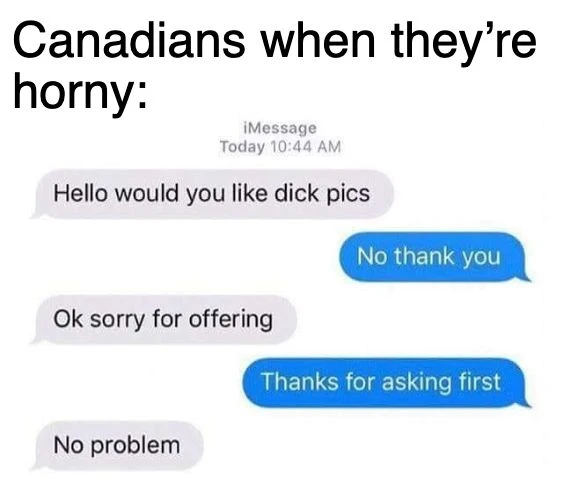 Canadians when they’re
horny:
iMessage
Today 10:44 AM
Hello would you like dick pics
No thank you
Ok sorry for offering
Thanks for asking first
No problem